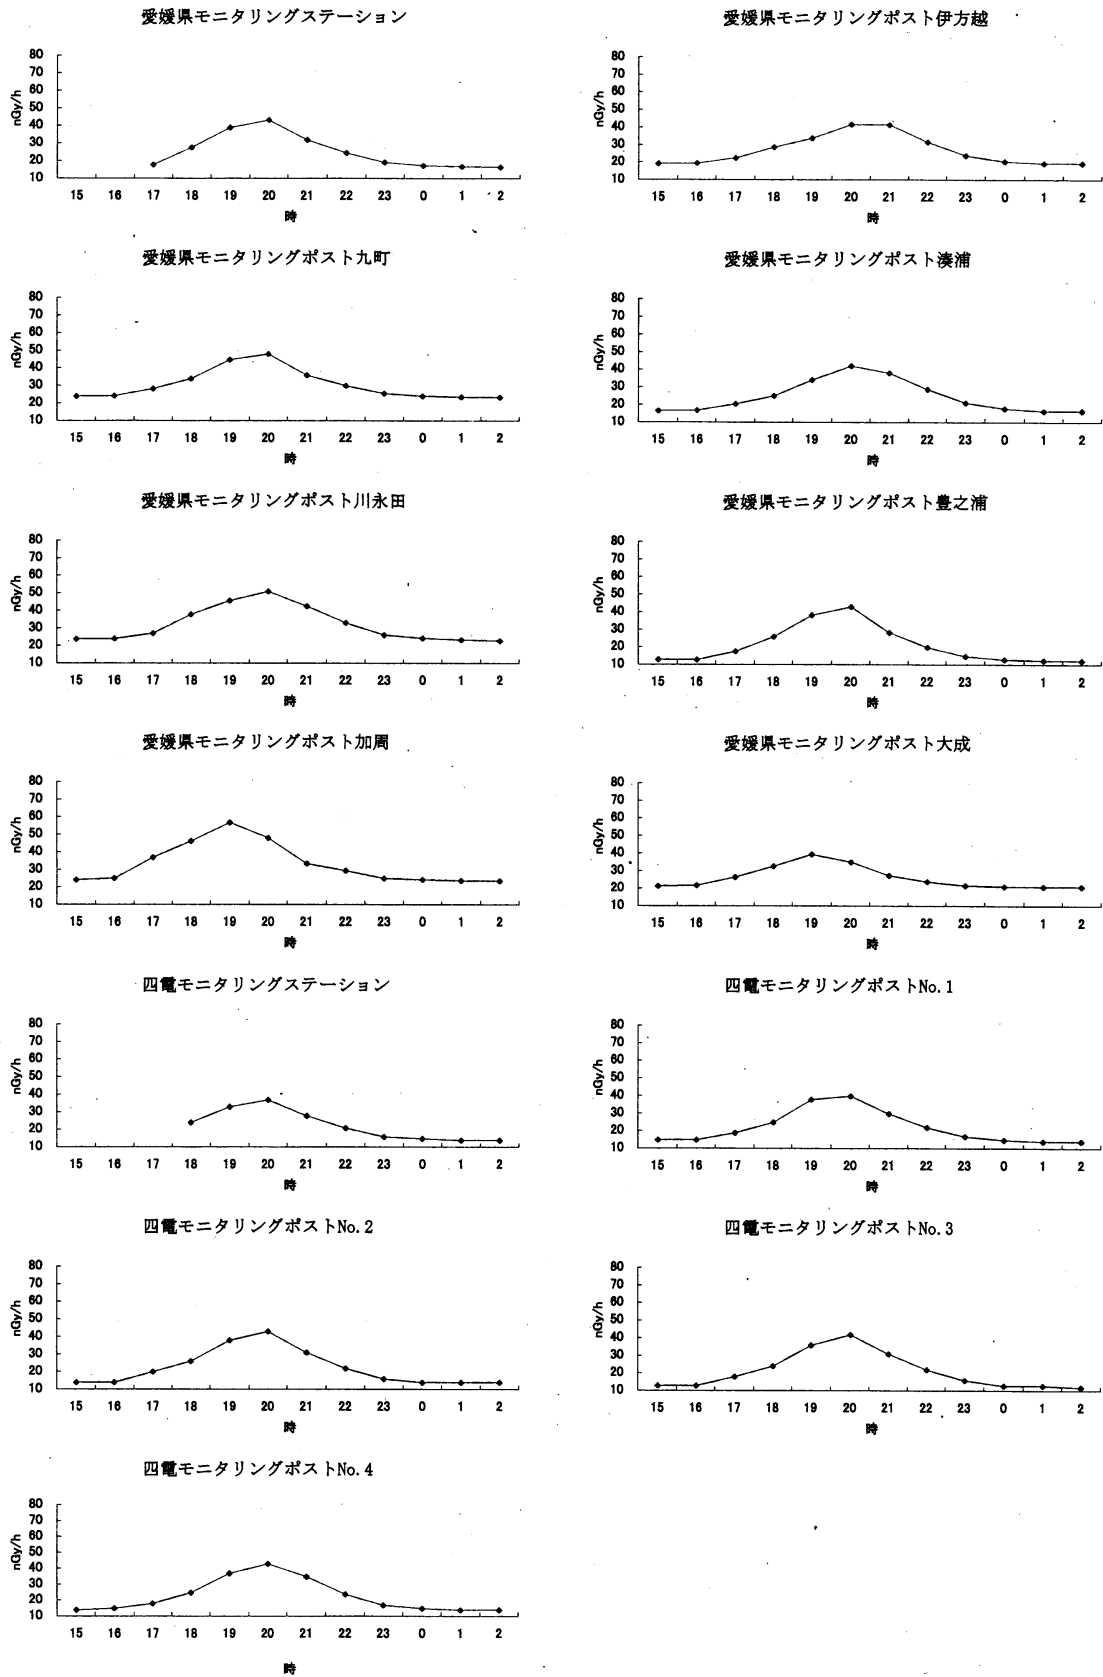 愛媛県モニタリングステーション
80
70
60
50
40
30
20
10
nGy/h
15 16 17 18 19 20 21 22 23 0 1 2
時
愛媛県モニタリングポスト伊方越
80
70
60
50
40
30
20
10
nGy/h
15 16 17 18 19 20 21 22 23 0 1 2
時
愛媛県モニタリングポスト九町
80
70
60
50
40
30
20
10
nGy/h
15 16 17 18 19 20 21 22 23 0 1 2
時
愛媛県モニタリングポスト湊浦
80
70
60
50
40
30
20
10
nGy/h
15 16 17 18 19 20 21 22 23 0 1 2
時
愛媛県モニタリングポスト川永田
80
70
60
50
40
30
20
10
nGy/h
15 16 17 18 19 20 21 22 23 0 1 2
時
愛媛県モニタリングポスト豊之浦
80
70
60
50
40
30
20
10
nGy/h
15 16 17 18 19 20 21 22 23 0 1 2
時
愛媛県モニタリングポスト加周
80
70
60
50
40
30
20
10
nGy/h
15 16 17 18 19 20 21 22 23 0 1 2
時
愛媛県モニタリングポスト大成
80
70
60
50
40
30
20
10
nGy/h
15 16 17 18 19 20 21 22 23 0 1 2
時
四電モニタリングステーション
80
70
60
50
40
30
20
10
nGy/h
15 16 17 18 19 20 21 22 23 0 1 2
時
四電モニタリングポストNo.1
80
70
60
50
40
30
20
10
nGy/h
15 16 17 18 19 20 21 22 23 0 1 2
時
四電モニタリングポストNo.2
80
70
60
50
40
30
20
10
nGy/h
15 16 17 18 19 20 21 22 23 0 1 2
時
四電モニタリングポストNo.3
80
70
60
50
40
30
20
10
nGy/h
15 16 17 18 19 20 21 22 23 0 1 2
時
四電モニタリングポストNo.4
80
70
60
50
40
30
20
10
nGy/h
15 16 17 18 19 20 21 22 23 0 1 2
時